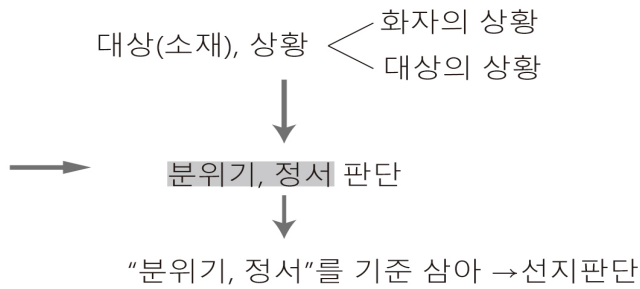 화자의 상황
대상(소재), 상황
대상의 상황
분위기, 정서 판단
“분위기, 정서”를 기준 삼아 →선지판단